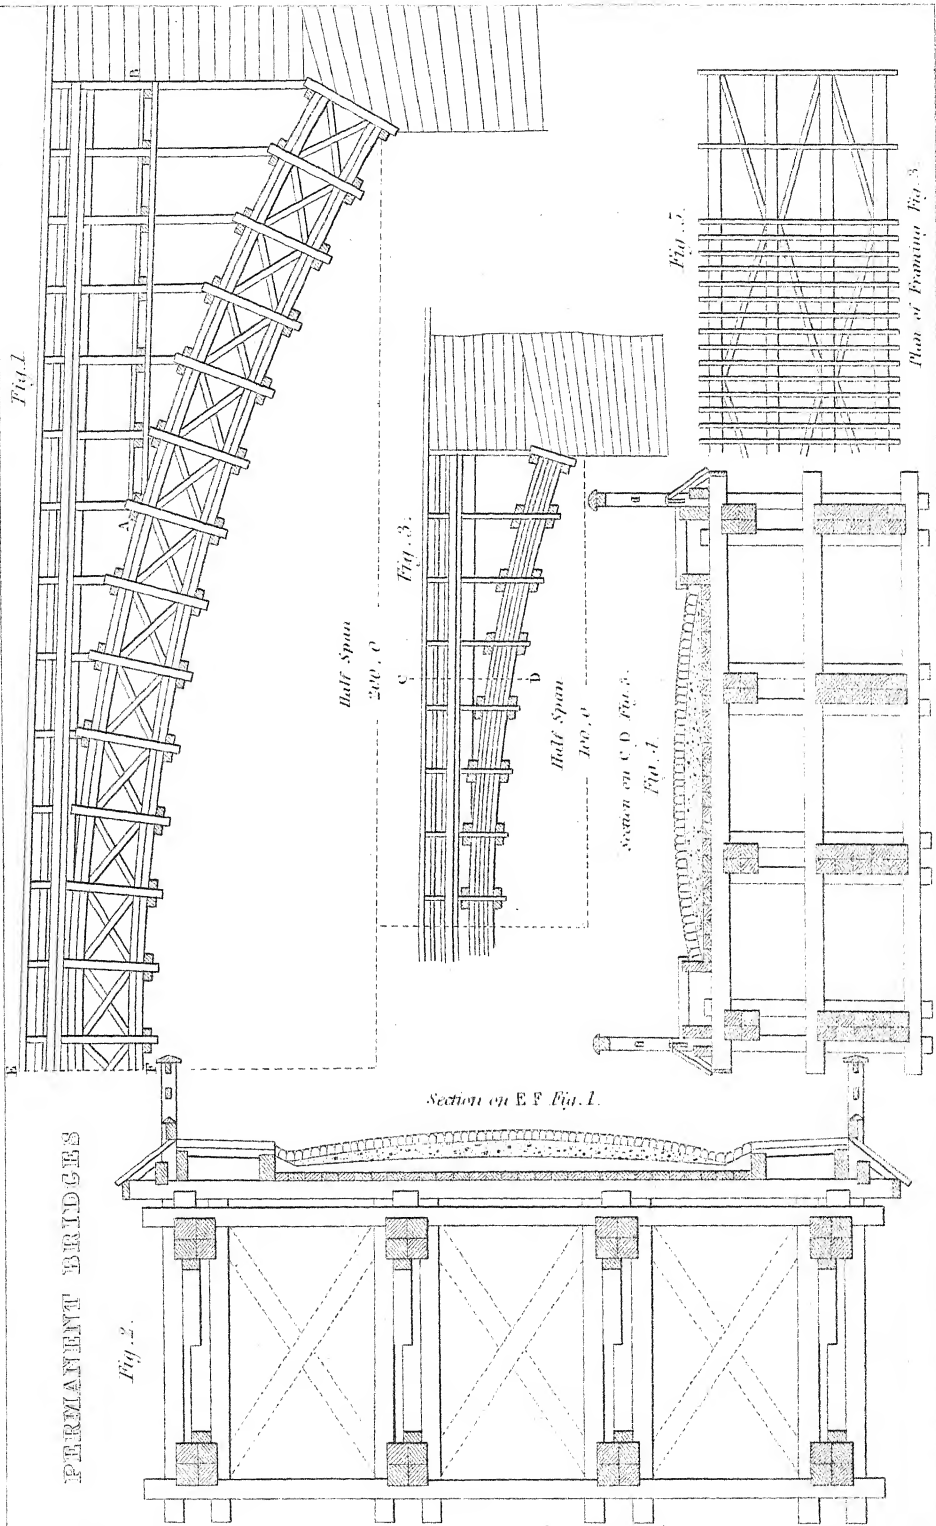 PERMANENT BRIDGES
Fig. 1.
B
A
E
F
Half Span
200.0
Fig. 3.
C
D
Half Span
100.0
Fig. 5.
Plan of Framing Fig. 3.
Section on C D Fig. 3.
Fig. 4.
Section on E F Fig. 1.
Fig. 2.